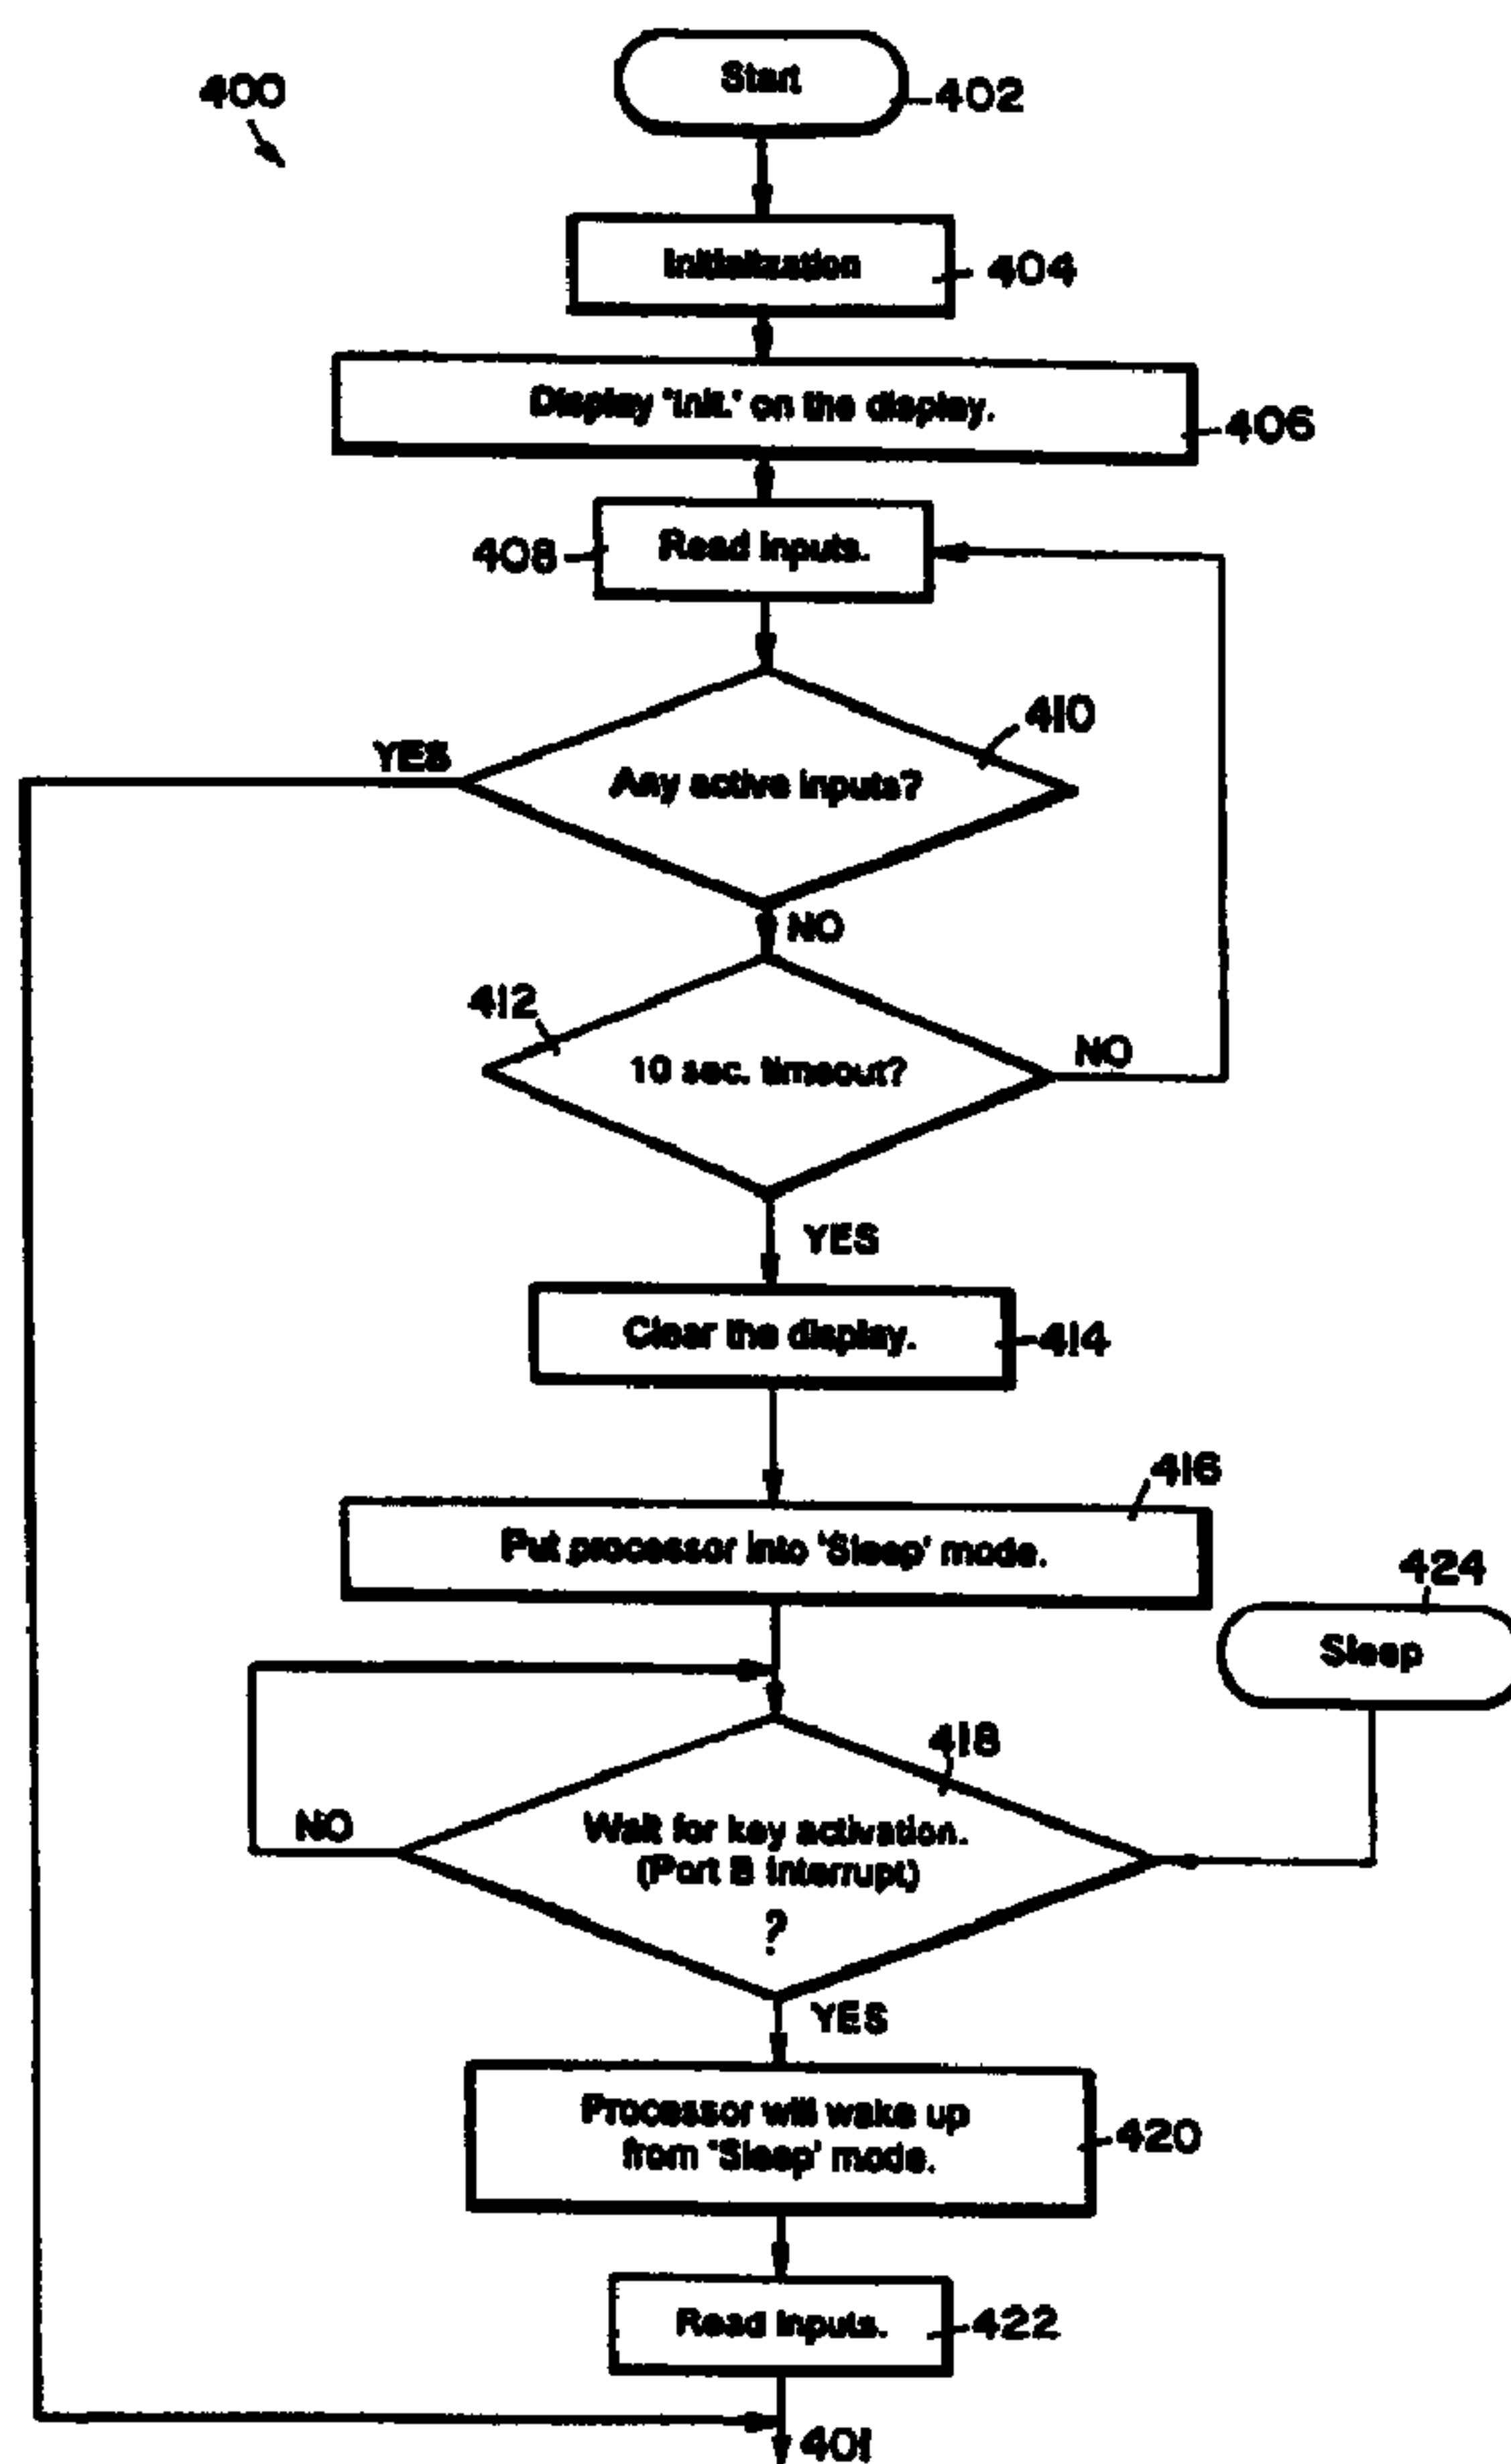 400
Start
402
Initialization
404
Display 'Init.' on the display.
406
408
Read inputs.
410
YES
Any active inputs?
NO
412
10 sec. timeout?
NO
YES
Clear the display.
414
416
Put processor into 'Sleep' mode.
424
Sleep
418
NO
Wait for key activation.
(Port B Interrupt)
?
YES
Processor will wake up
from 'Sleep' mode.
420
Read inputs.
422
401